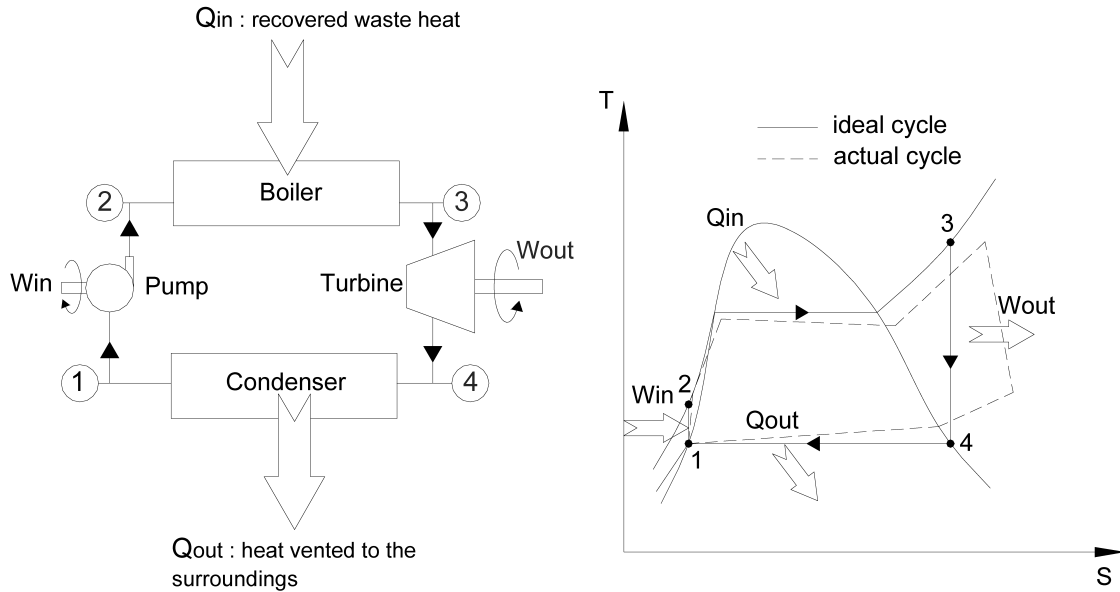 Qin : recovered waste heat
Boiler
2
3
Win
Pump
Turbine
Wout
1
Condenser
4
Qout : heat vented to the
surroundings
T
ideal cycle
actual cycle
Qin
3
Wout
Win
2
Qout
1
4
S